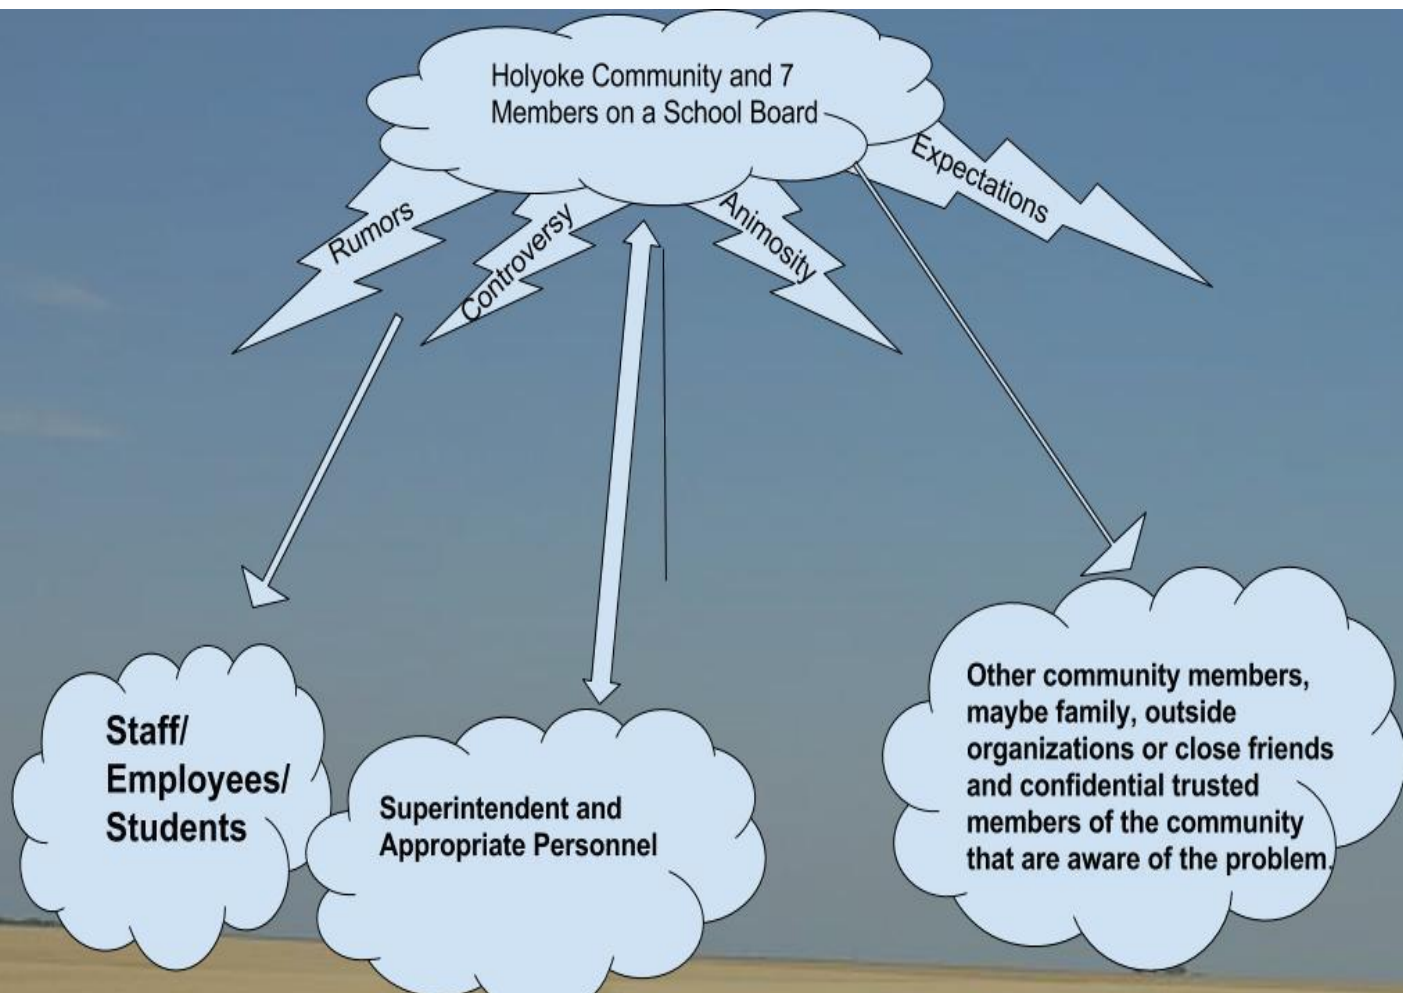 Holyoke Community and 7
Members on a School Board
Expectations
Rumors
Controversy
Animosity
Staff/
Employees/
Students
Superintendent and
Appropriate Personnel
Other community members,
maybe family, outside
organizations or close friends
and confidential trusted
members of the community
that are aware of the problem.